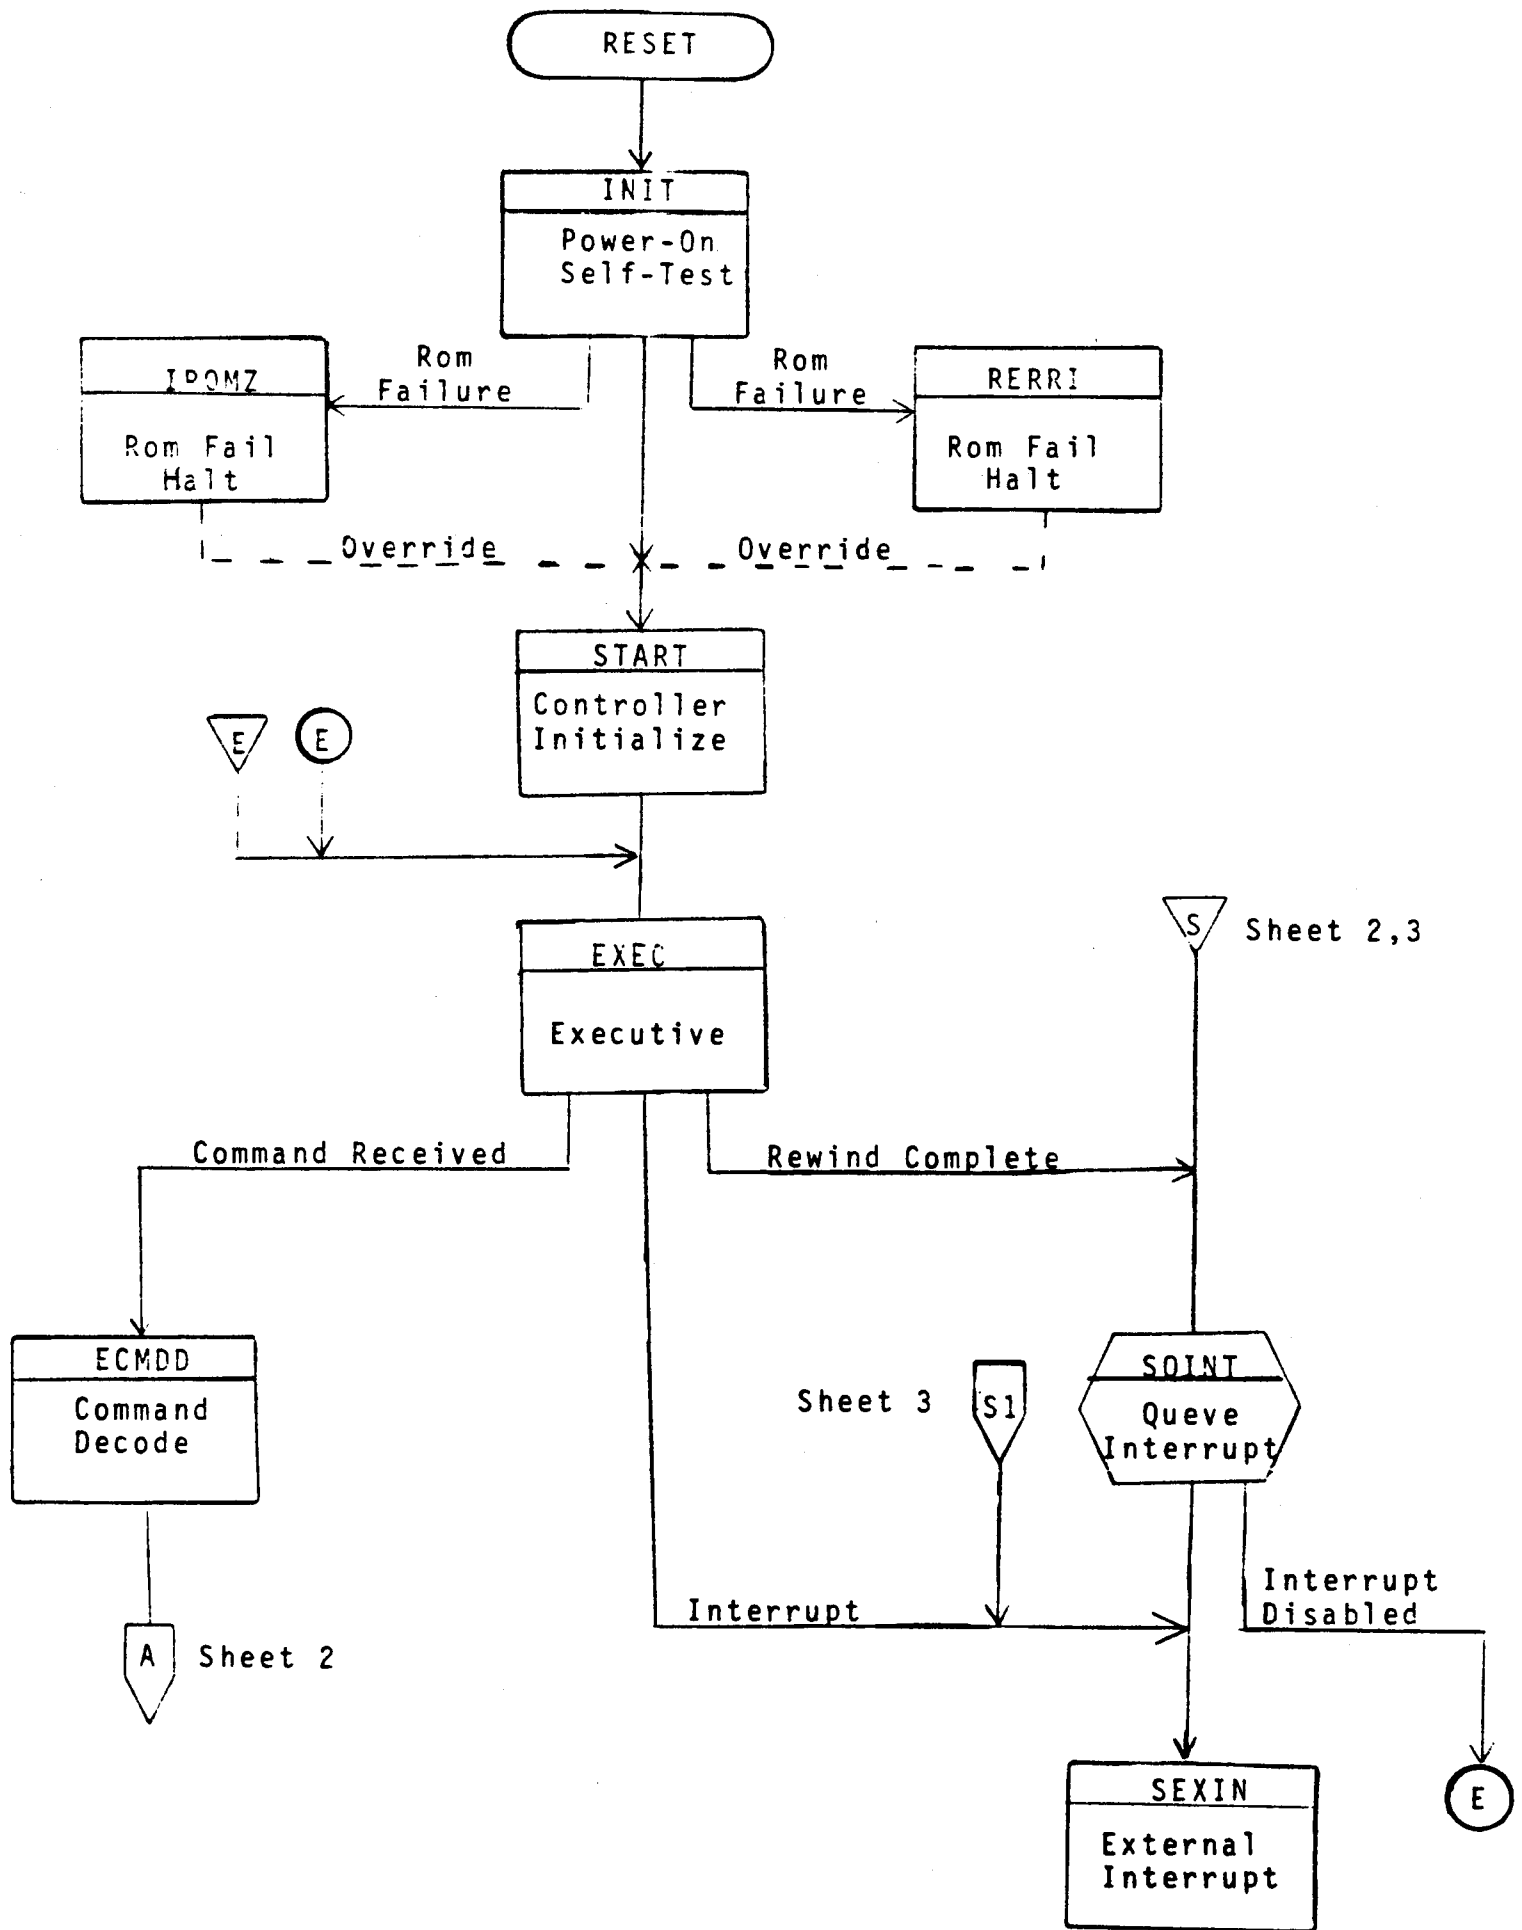 RESET
INIT
Power-On
Self-Test
Rom
Failure
Rom
Failure
RERRI
Rom Fail
Halt
Rom Fail
Halt
Override
Override
START
Controller
Initialize
E
E
EXEC
Executive
S
Sheet 2,3
Command Received
Rewind Complete
ECMDD
Command
Decode
Sheet 3
S1
SQINT
Queve
Interrupt
Interrupt
Interrupt
Disabled
A
Sheet 2
SEXIN
External
Interrupt
E